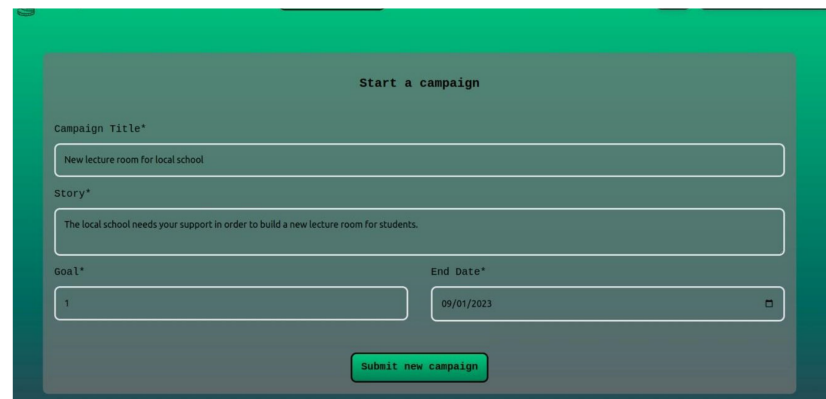 Start a campaign
Campaign Title*
New lecture room for local school
Story*
The local school needs your support in order to build a new lecture room for students.
Goal* End Date*
1 09/01/2023
Submit new campaign